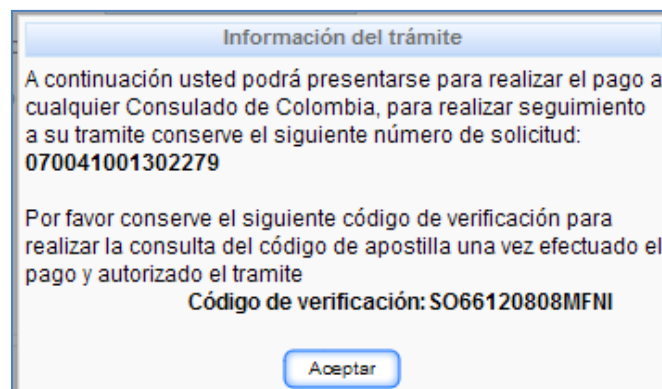 Información del trámite
A continuación usted podrá presentarse para realizar el pago a
cualquier Consulado de Colombia, para realizar seguimiento
a su tramite conserve el siguiente número de solicitud:
070041001302279
Por favor conserve el siguiente código de verificación para
realizar la consulta del código de apostilla una vez efectuado el
pago y autorizado el tramite
Código de verificación: SO66120808MFNI
Aceptar